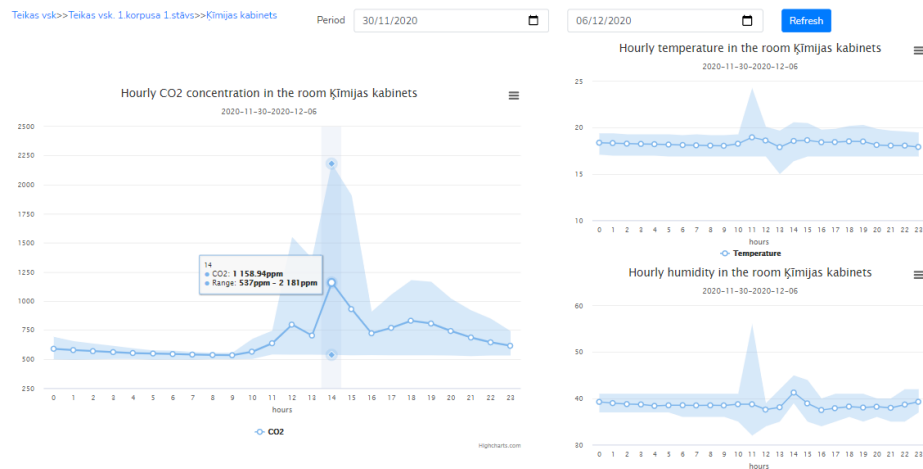 Teikas vsk>>Teikas vsk. 1.korpusa 1.stāvs>>Ķīmijas kabinets
Period 30/11/2020 06/12/2020 Refresh
Hourly CO2 concentration in the room Ķīmijas kabinets
2020-11-30-2020-12-06
2500
2250
2000
1750
1500
1250
1000
750
500
250
14
CO2: 1 158.94ppm
Range: 537ppm - 2 181ppm
0 1 2 3 4 5 6 7 8 9 10 11 12 13 14 15 16 17 18 19 20 21 22 23
hours
CO2
Highcharts.com
Hourly temperature in the room Ķīmijas kabinets
2020-11-30-2020-12-06
25
20
15
10
0 1 2 3 4 5 6 7 8 9 10 11 12 13 14 15 16 17 18 19 20 21 22 23
hours
Temperature
Hourly humidity in the room Ķīmijas kabinets
2020-11-30-2020-12-06
60
50
40
30
0 1 2 3 4 5 6 7 8 9 10 11 12 13 14 15 16 17 18 19 20 21 22 23
hours